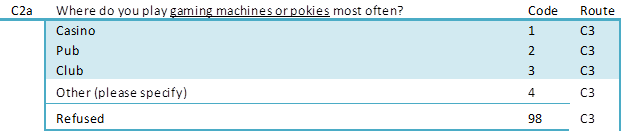 C2a Where do you play gaming machines or pokies most often? Code Route
Casino 1 C3
Pub 2 C3
Club 3 C3
Other (please specify) 4 C3
Refused 98 C3